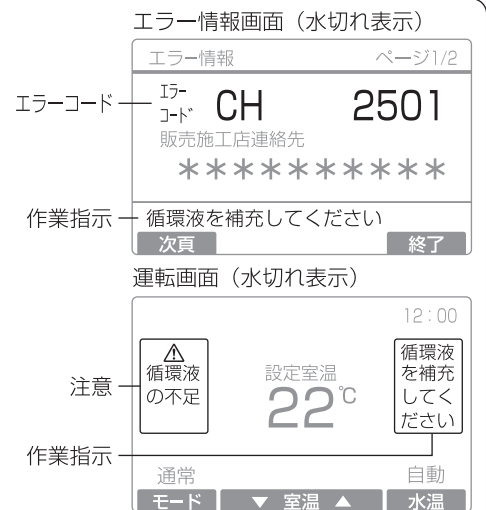 エラー情報画面（水切れ表示）
エラー情報 ページ1/2
エラーコード エラーコード CH 2501
販売施工店連絡先
＊＊＊＊＊＊＊＊＊＊
作業指示 循環液を補充してください
次頁 終了
運転画面（水切れ表示）
12:00
注意
⚠
循環液
の不足
設定室温
22℃
循環液
を補充
してく
ださい
作業指示
通常 自動
モード ▼ 室温 ▲ 水温